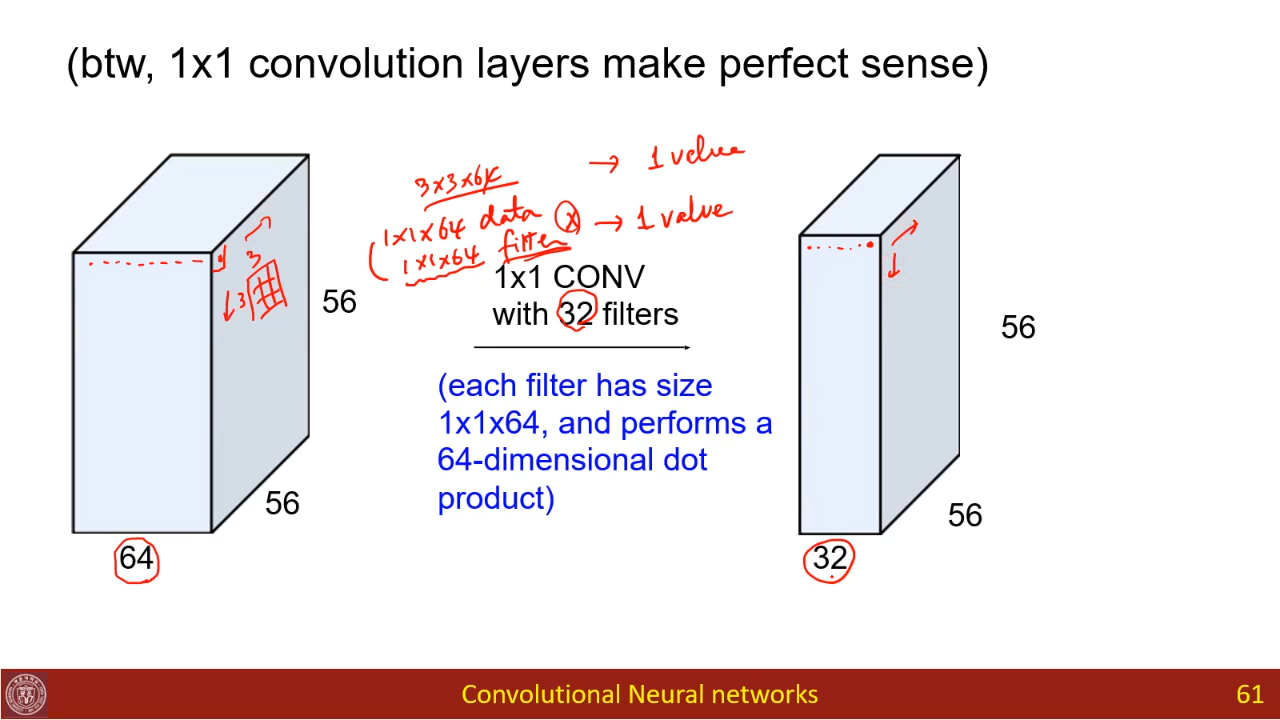 (btw, 1x1 convolution layers make perfect sense)
3x3x64 → 1 value
1x1x64 data ⊗ → 1 value
1x1x64 filter
3
3
1x1 CONV
with 32 filters
(each filter has size
1x1x64, and performs a
64-dimensional dot
product)
56
56
64
56
56
32
Convolutional Neural networks
61